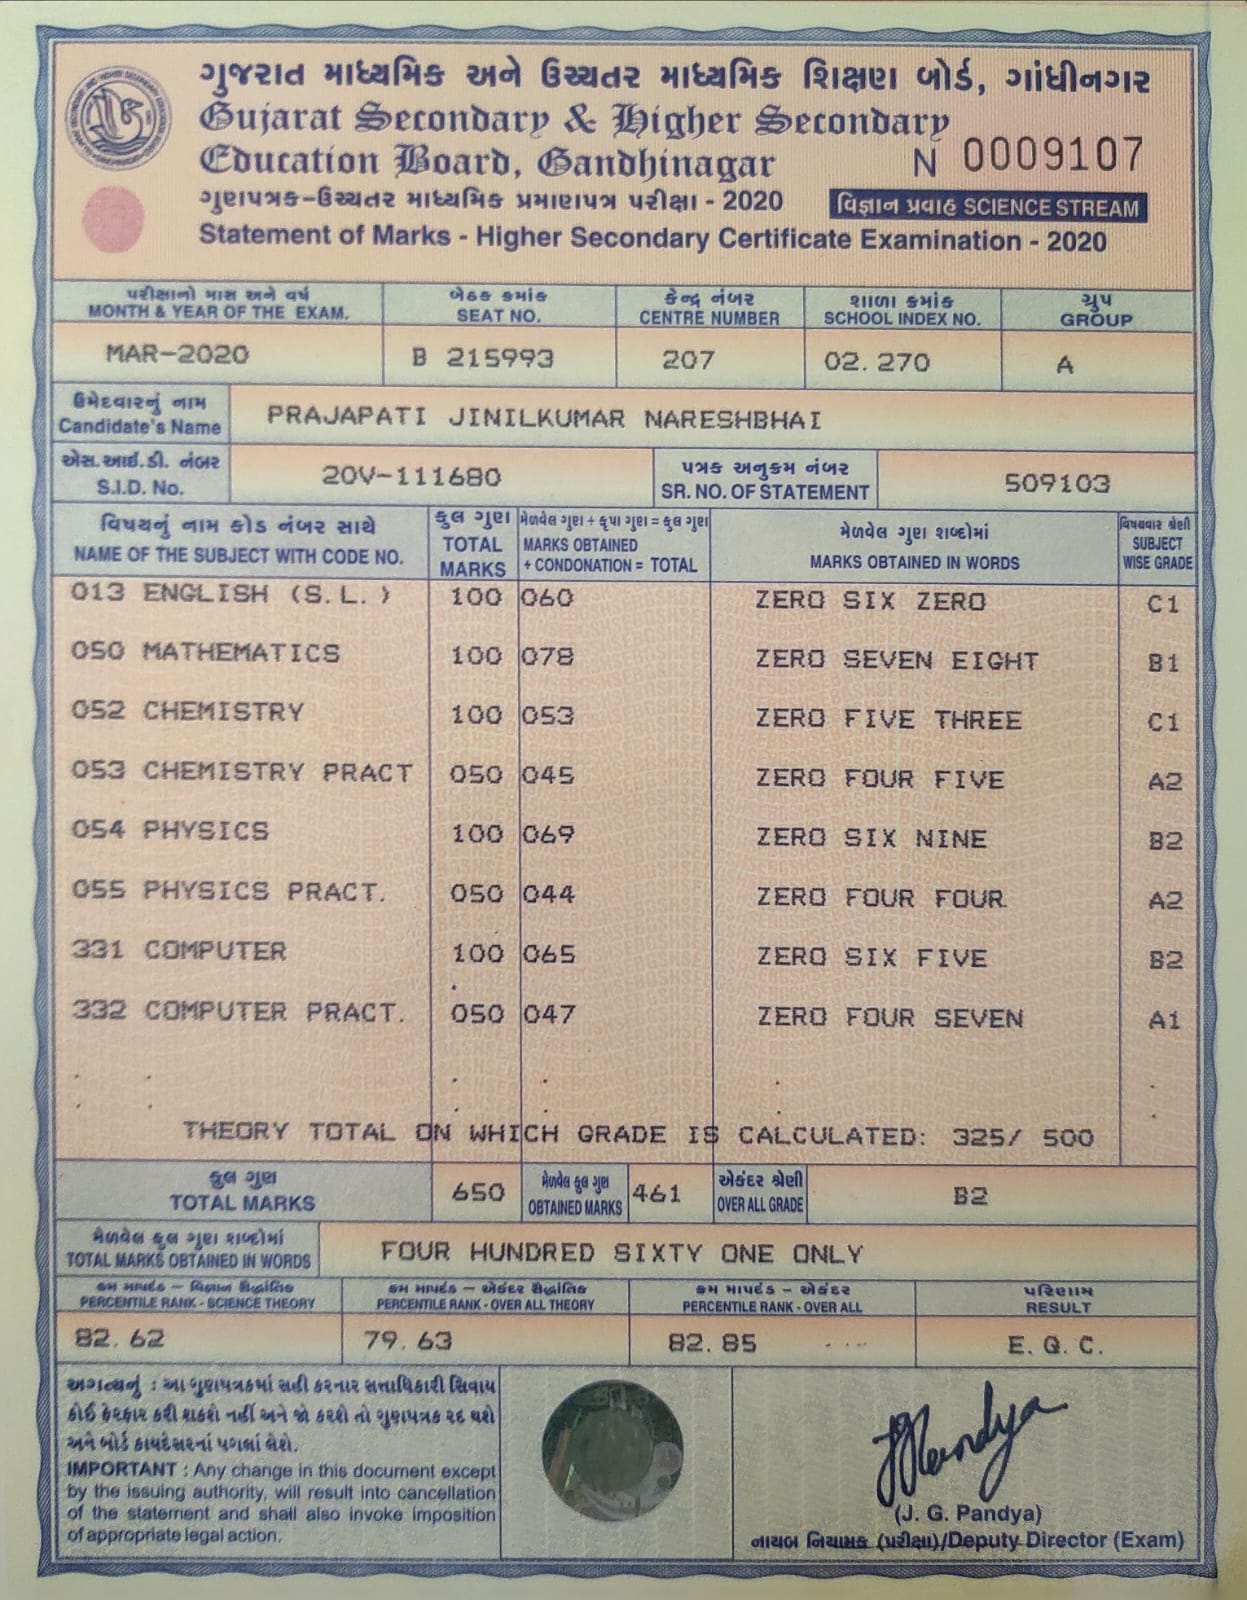 ગુજરાત માધ્યમિક અને ઉચ્ચતર માધ્યમિક શિક્ષણ બોર્ડ, ગાંધીનગર
Gujarat Secondary & Higher Secondary
Education Board, Gandhinagar
N 0009107
ગુણપત્રક-ઉચ્ચતર માધ્યમિક પ્રમાણપત્ર પરીક્ષા - 2020
વિજ્ઞાન પ્રવાહ SCIENCE STREAM
Statement of Marks - Higher Secondary Certificate Examination - 2020
પરીક્ષાનો માસ અને વર્ષ બેઠક ક્રમાંક કેન્દ્ર નંબર શાળા ક્રમાંક ગ્રુપ
MONTH & YEAR OF THE EXAM. SEAT NO. CENTRE NUMBER SCHOOL INDEX NO. GROUP
MAR-2020 B 215993 207 02.270 A
ઉમેદવારનું નામ
Candidate's Name PRAJAPATI JINILKUMAR NARESHBHAI
એસ.આઈ.ડી. નંબર પત્રક અનુક્રમ નંબર
S.I.D. No. 20V-111680 SR. NO. OF STATEMENT 509103
વિષયનું નામ કોડ નંબર સાથે કુલ ગુણ મેળવેલ ગુણ + કૃપા ગુણ = કુલ ગુણ મેળવેલ ગુણ શબ્દોમાં વિષયવાર શ્રેણી
NAME OF THE SUBJECT WITH CODE NO. TOTAL MARKS MARKS OBTAINED + CONDONATION = TOTAL MARKS OBTAINED IN WORDS SUBJECT WISE GRADE
013 ENGLISH (S.L.) 100 060 ZERO SIX ZERO C1
050 MATHEMATICS 100 078 ZERO SEVEN EIGHT B1
052 CHEMISTRY 100 053 ZERO FIVE THREE C1
053 CHEMISTRY PRACT 050 045 ZERO FOUR FIVE A2
054 PHYSICS 100 069 ZERO SIX NINE B2
055 PHYSICS PRACT. 050 044 ZERO FOUR FOUR A2
331 COMPUTER 100 065 ZERO SIX FIVE B2
332 COMPUTER PRACT. 050 047 ZERO FOUR SEVEN A1
THEORY TOTAL ON WHICH GRADE IS CALCULATED: 325/ 500
કુલ ગુણ મેળવેલ કુલ ગુણ એકંદર શ્રેણી
TOTAL MARKS 650 OBTAINED MARKS 461 OVER ALL GRADE B2
મેળવેલ કુલ ગુણ શબ્દોમાં
TOTAL MARKS OBTAINED IN WORDS FOUR HUNDRED SIXTY ONE ONLY
ક્રમ માપદંડ - વિજ્ઞાન સૈદ્ધાંતિક ક્રમ માપદંડ - એકંદર સૈદ્ધાંતિક ક્રમ માપદંડ - એકંદર પરિણામ
PERCENTILE RANK - SCIENCE THEORY PERCENTILE RANK - OVER ALL THEORY PERCENTILE RANK - OVER ALL RESULT
82.62 79.63 82.85 E.Q.C.
અગત્યનું : આ ગુણપત્રકમાં સહી કરનાર સત્તાધિકારી સિવાય
કોઈ ફેરફાર કરી શકશે નહીં અને જો કરશે તો ગુણપત્રક રદ થશે
અને બોર્ડ કાયદેસરનાં પગલાં લેશે.
IMPORTANT : Any change in this document except
by the issuing authority, will result into cancellation
of the statement and shall also invoke imposition
of appropriate legal action.
JGPandya
(J. G. Pandya)
નાયબ નિયામક (પરીક્ષા)/Deputy Director (Exam)